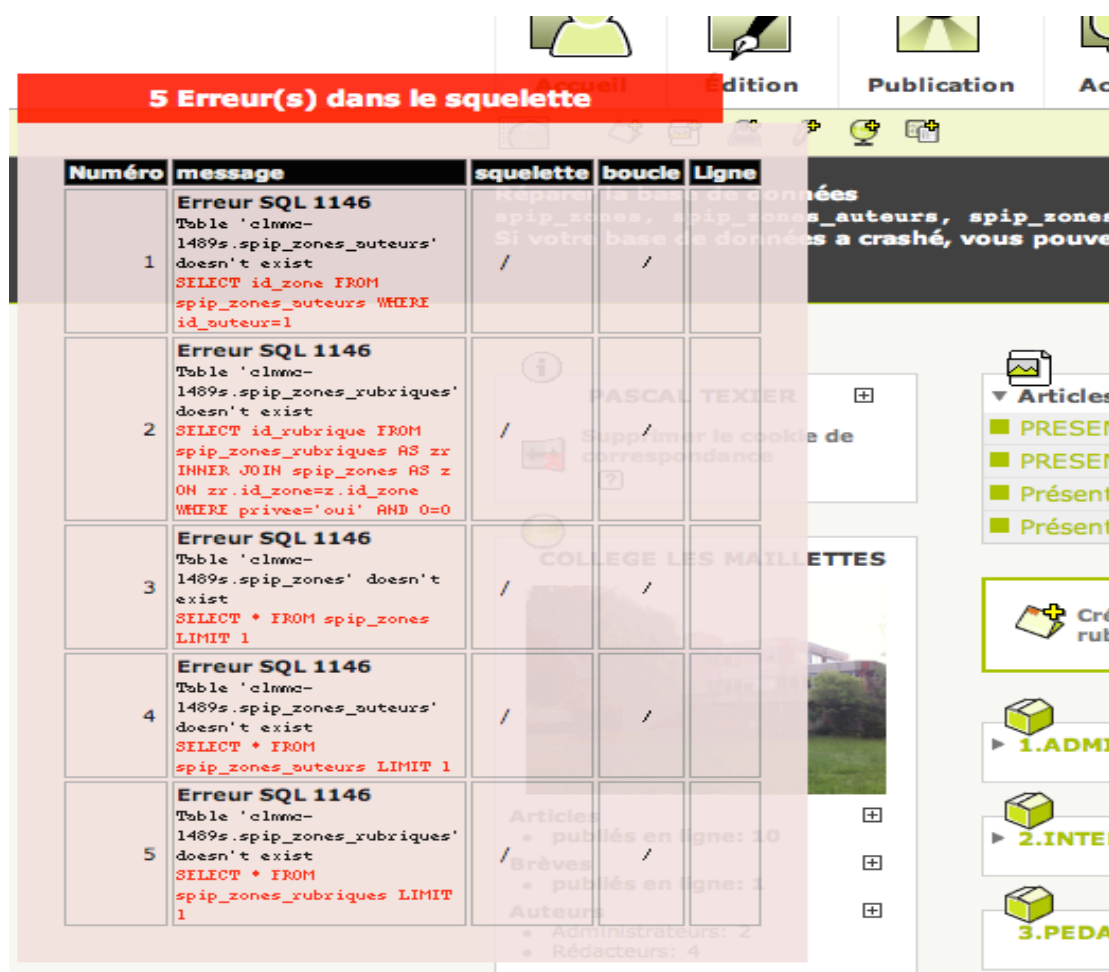 Accueil
Édition
Publication
5 Erreur(s) dans le squelette
Réparer la base de données
spip_zones, spip_zones_auteurs, spip_zones
Si votre base de données a crashé, vous pouve
Numéro message squelette boucle Ligne
Erreur SQL 1146
Table 'clmmc-
1489s.spip_zones_auteurs'
1 doesn't exist / /
SELECT id_zone FROM
spip_zones_auteurs WHERE
id_auteur=1
Erreur SQL 1146
Table 'clmmc-
1489s.spip_zones_rubriques'
doesn't exist
2 SELECT id_rubrique FROM / /
spip_zones_rubriques AS zr
INNER JOIN spip_zones AS z
ON zr.id_zone=z.id_zone
WHERE privee='oui' AND 0=0
Erreur SQL 1146
Table 'clmmc-
3 1489s.spip_zones' doesn't / /
exist
SELECT * FROM spip_zones
LIMIT 1
Erreur SQL 1146
Table 'clmmc-
1489s.spip_zones_auteurs'
4 doesn't exist / /
SELECT * FROM
spip_zones_auteurs LIMIT 1
Erreur SQL 1146
Table 'clmmc-
1489s.spip_zones_rubriques'
5 doesn't exist / /
SELECT * FROM
spip_zones_rubriques LIMIT
1
PASCAL TEXIER
Supprimer le cookie de
correspondance
?
COLLEGE LES MAILLETTES
Articles
publiés en ligne: 10
Brèves
publiés en ligne: 1
Auteurs
Administrateurs: 2
Rédacteurs: 4
Articles
PRESEN
PRESEN
Présent
Présent
Cré
rub
1.ADMI
2.INTE
3.PEDA